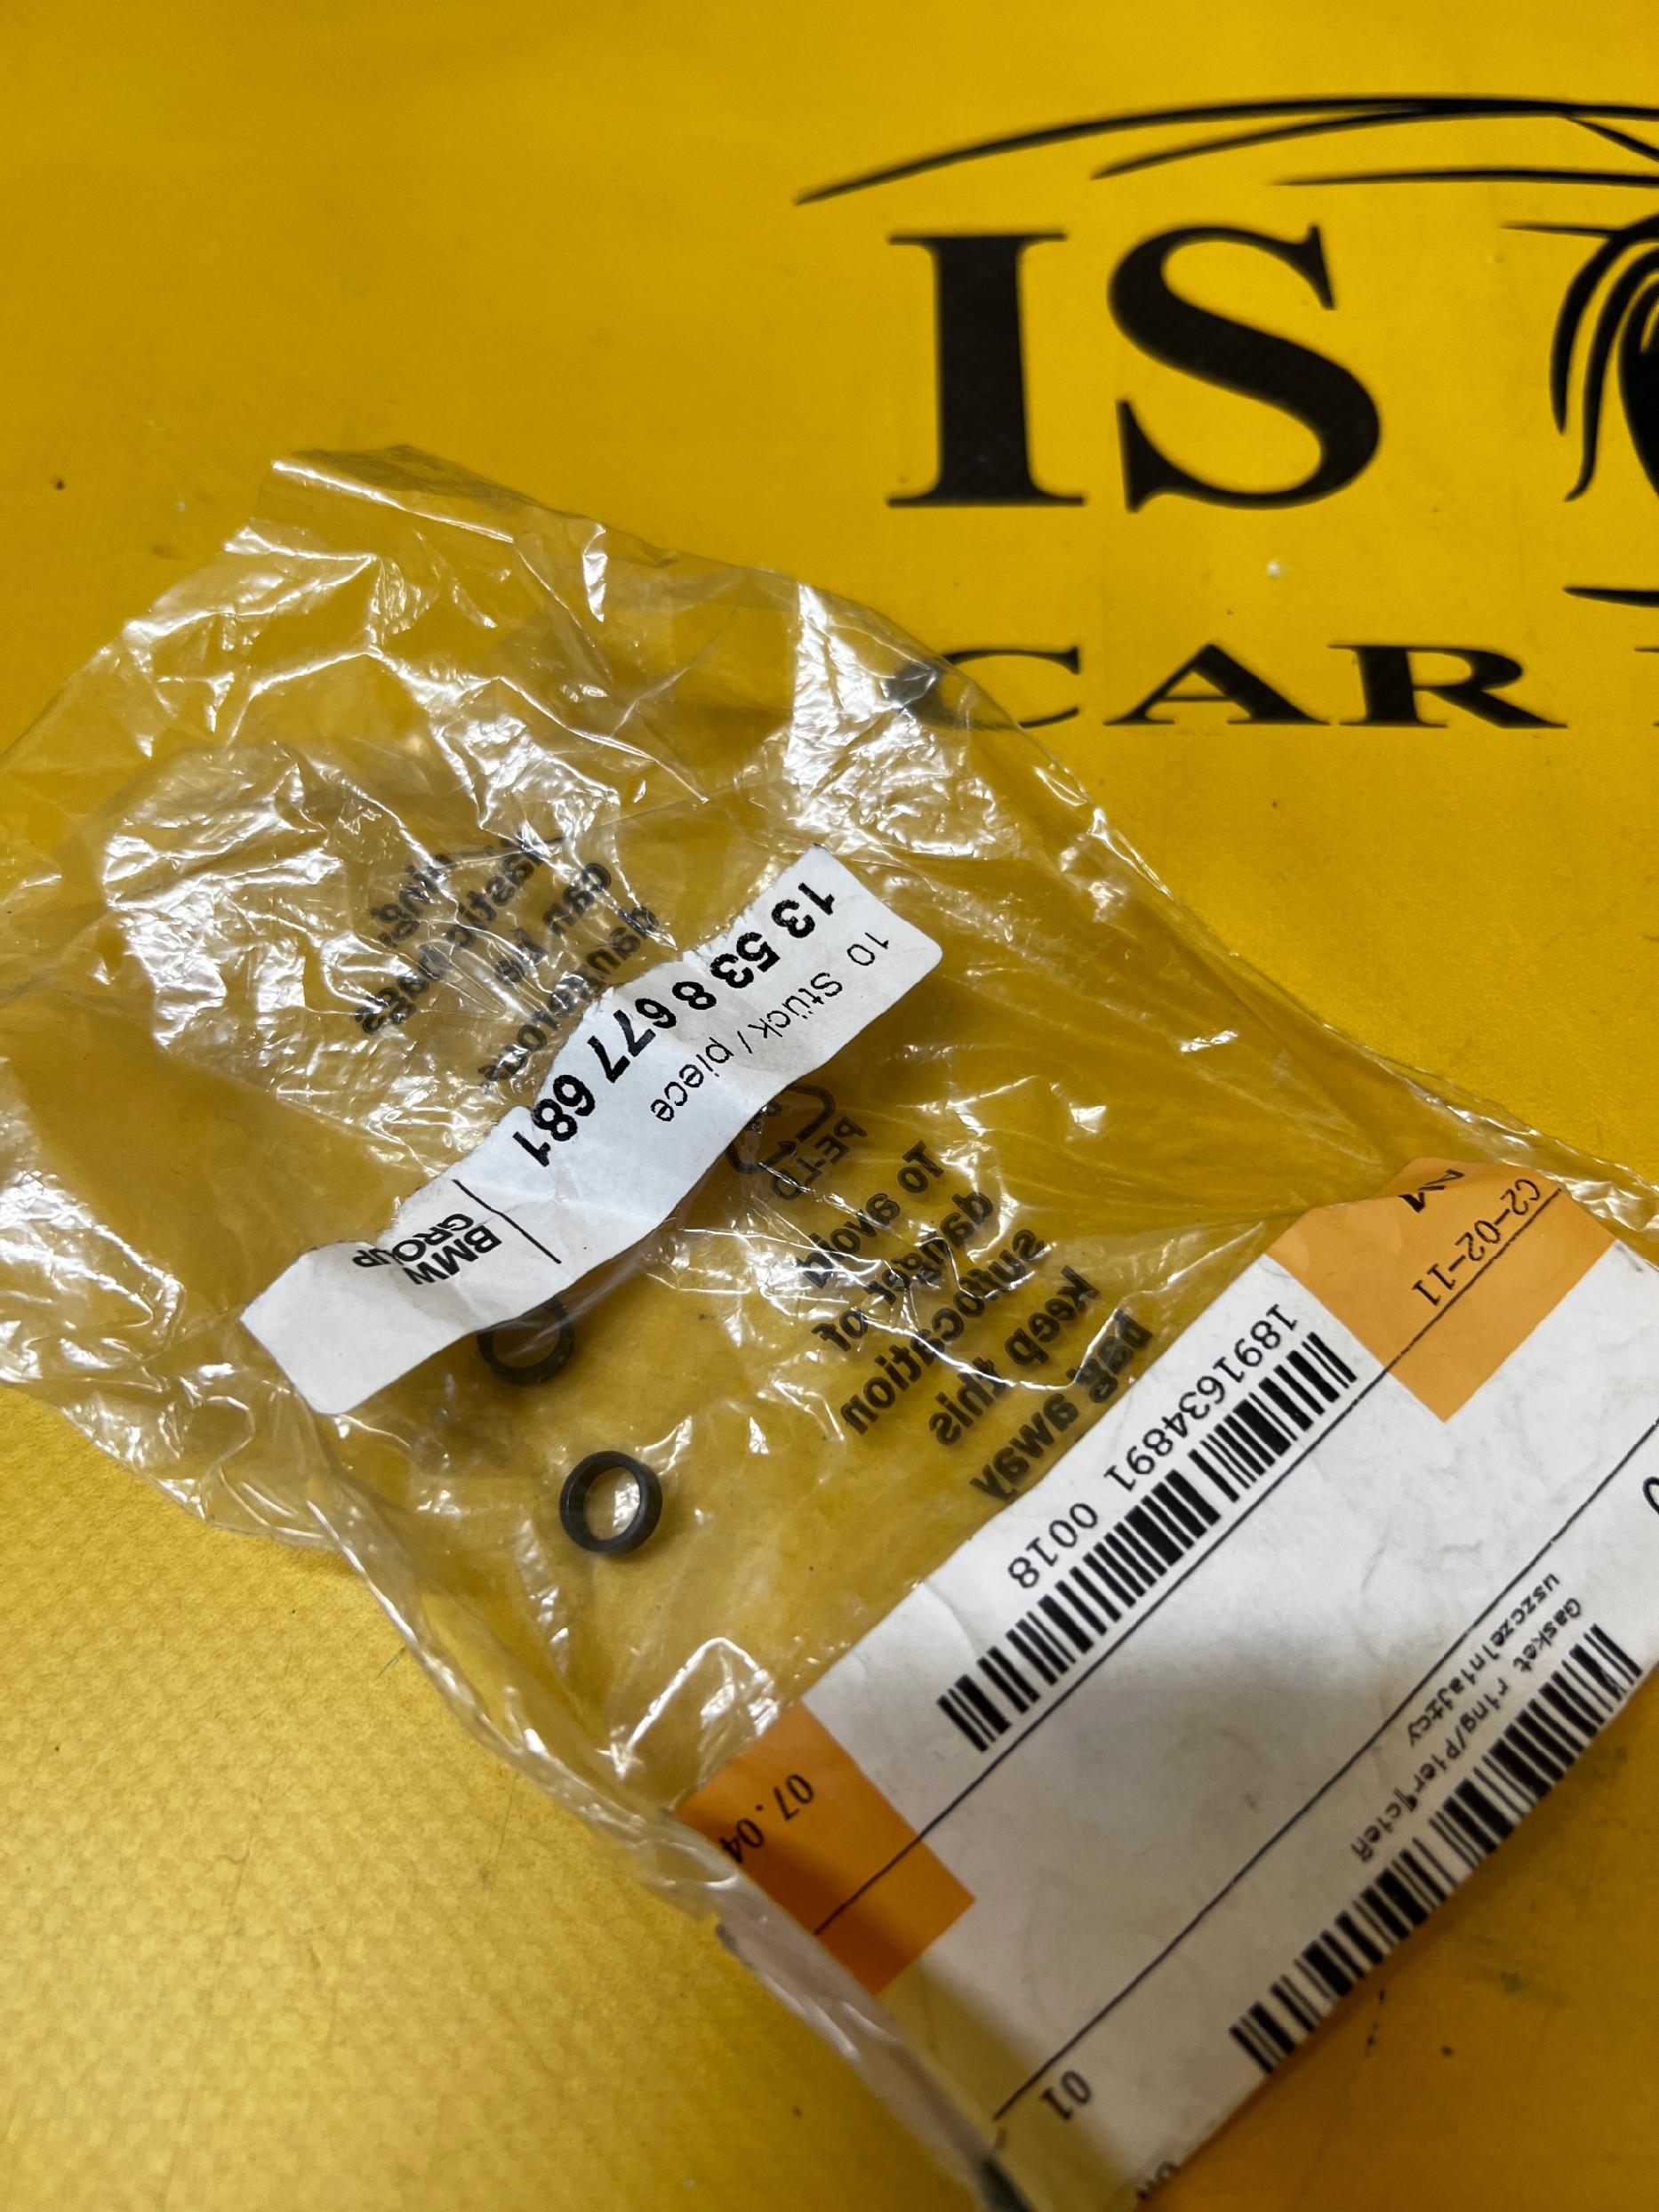 IS
CAR
lastic bags
can be
dangerous
13 53 8 677 681
10 Stück / piece
BMW
GROUP
PE-LD
To avoid
danger of
suffocation
keep this
bag away
C2-02-11
18916348910018
Gasket ring/Pierścień
uszczelniający
07.04
01